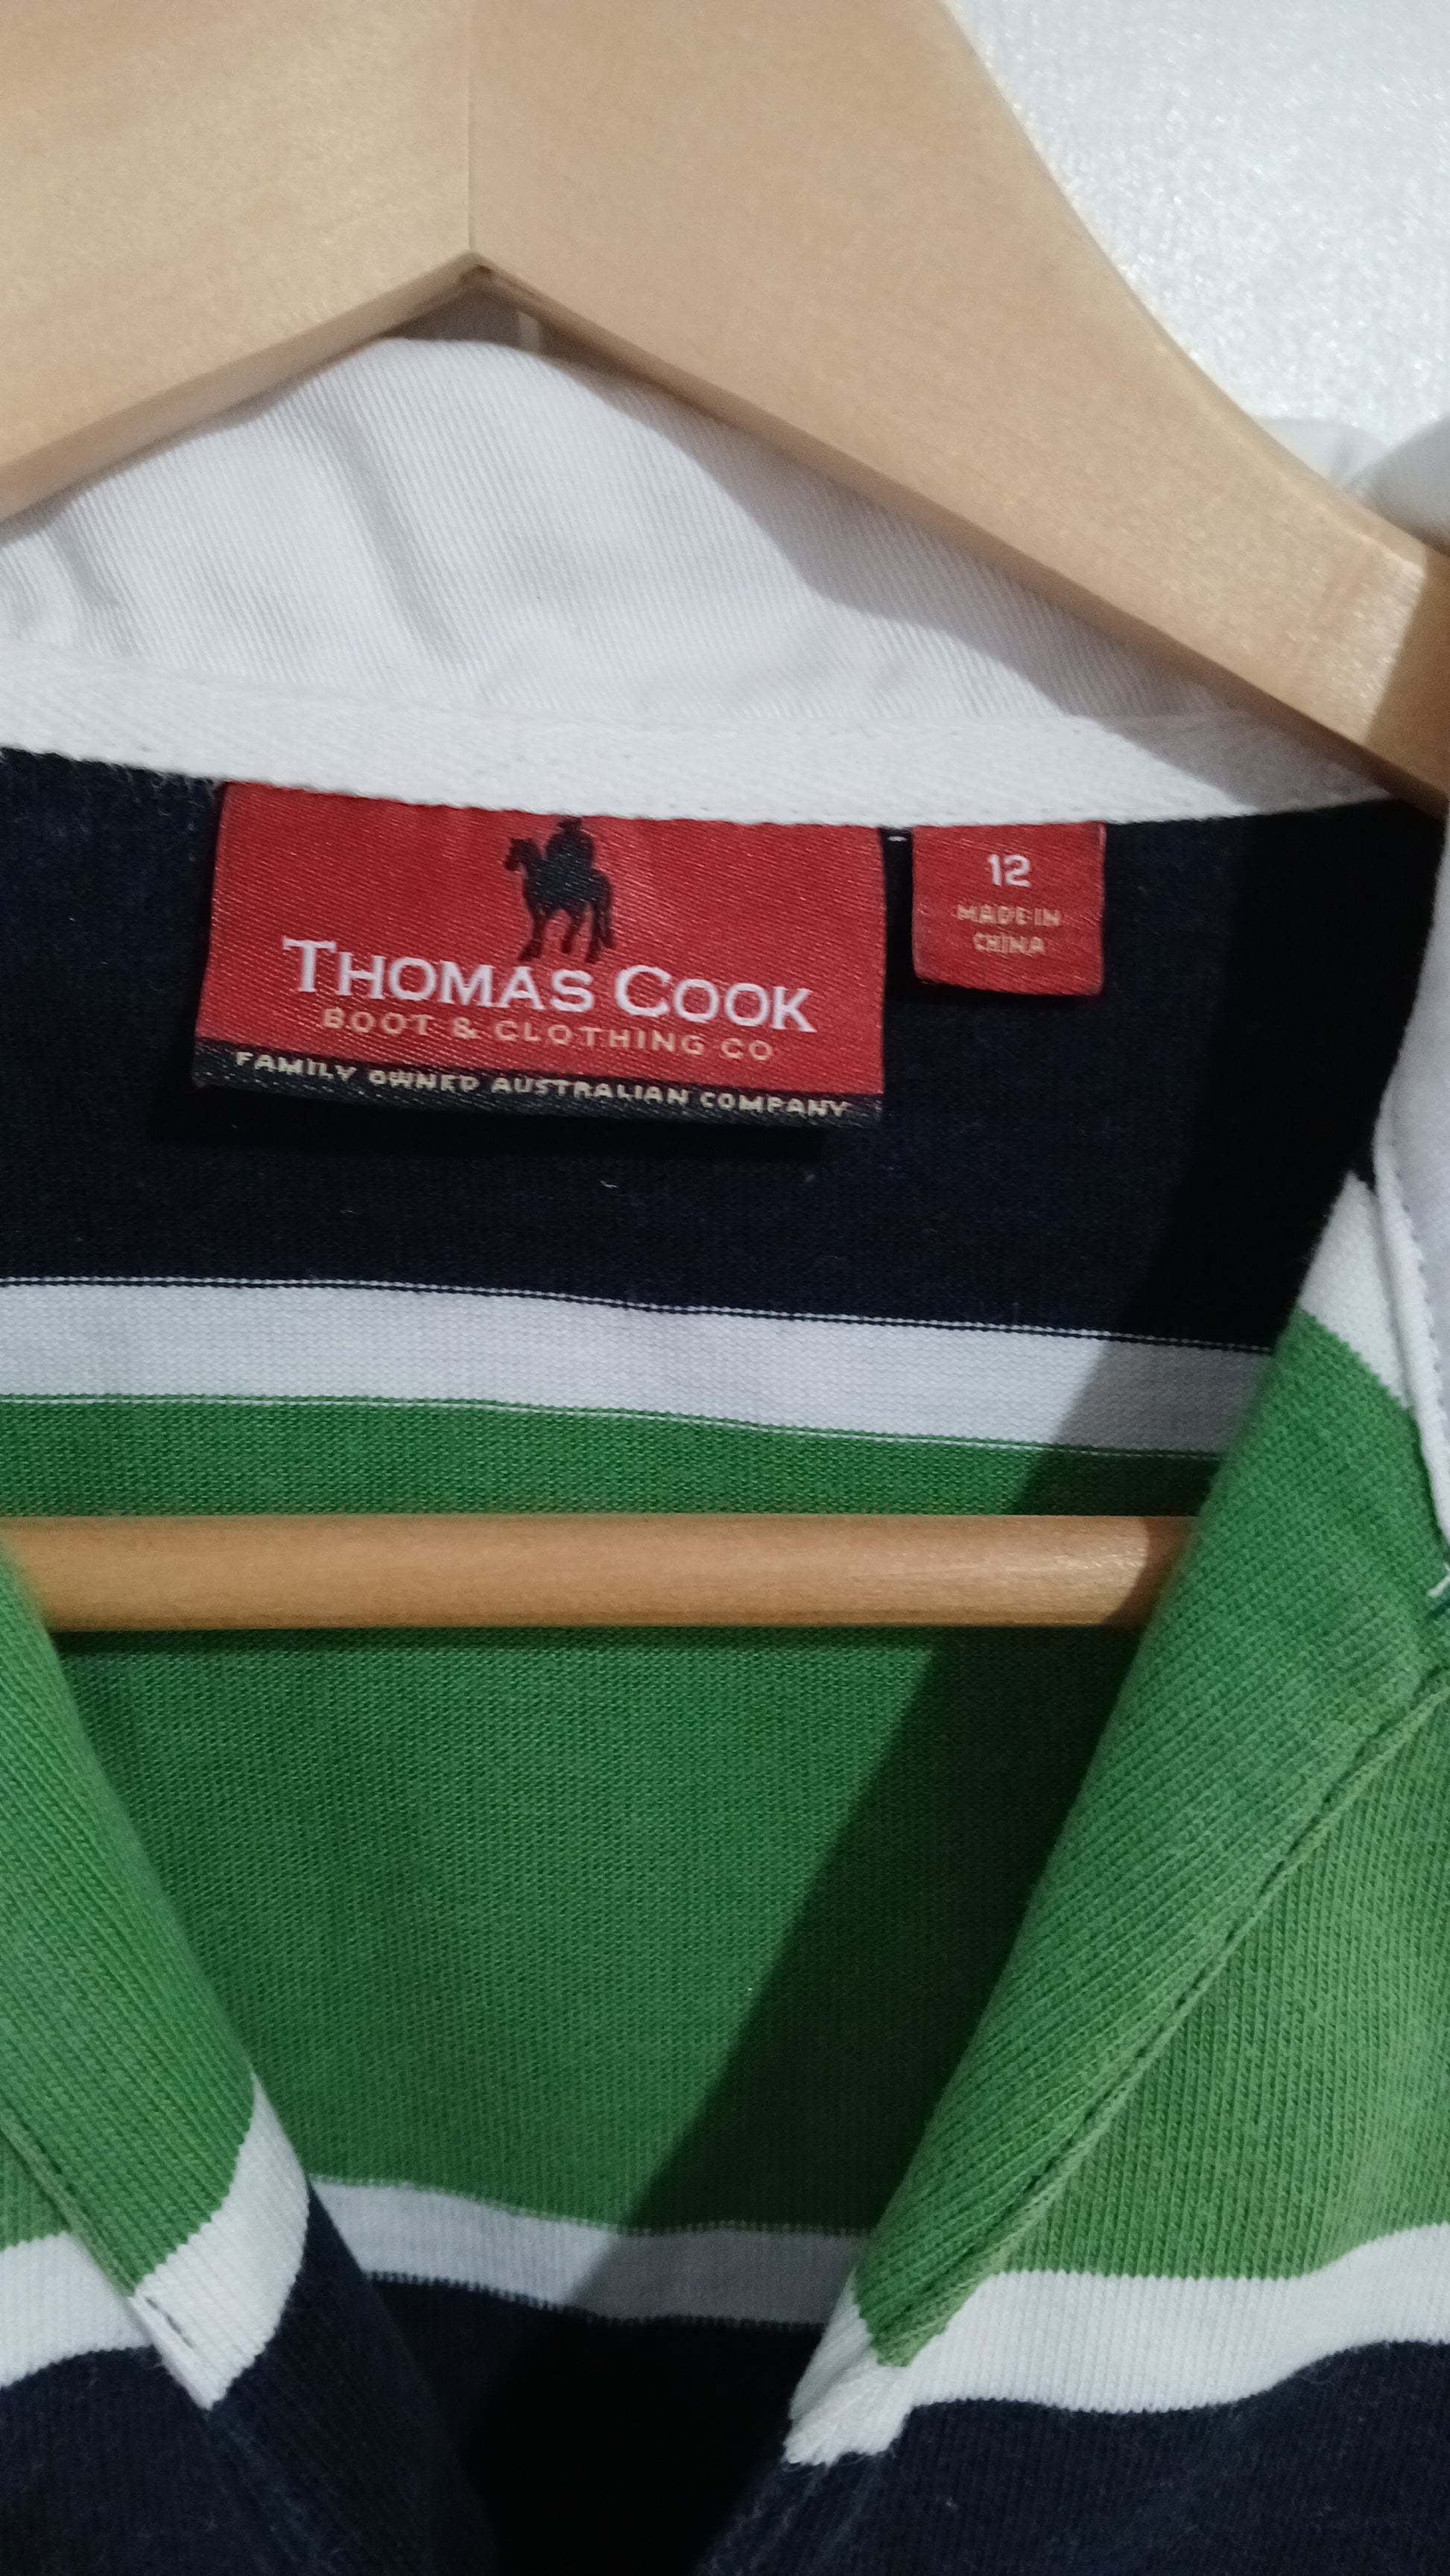 THOMAS COOK
BOOT & CLOTHING CO
FAMILY OWNED AUSTRALIAN COMPANY
12
MADE IN
CHINA